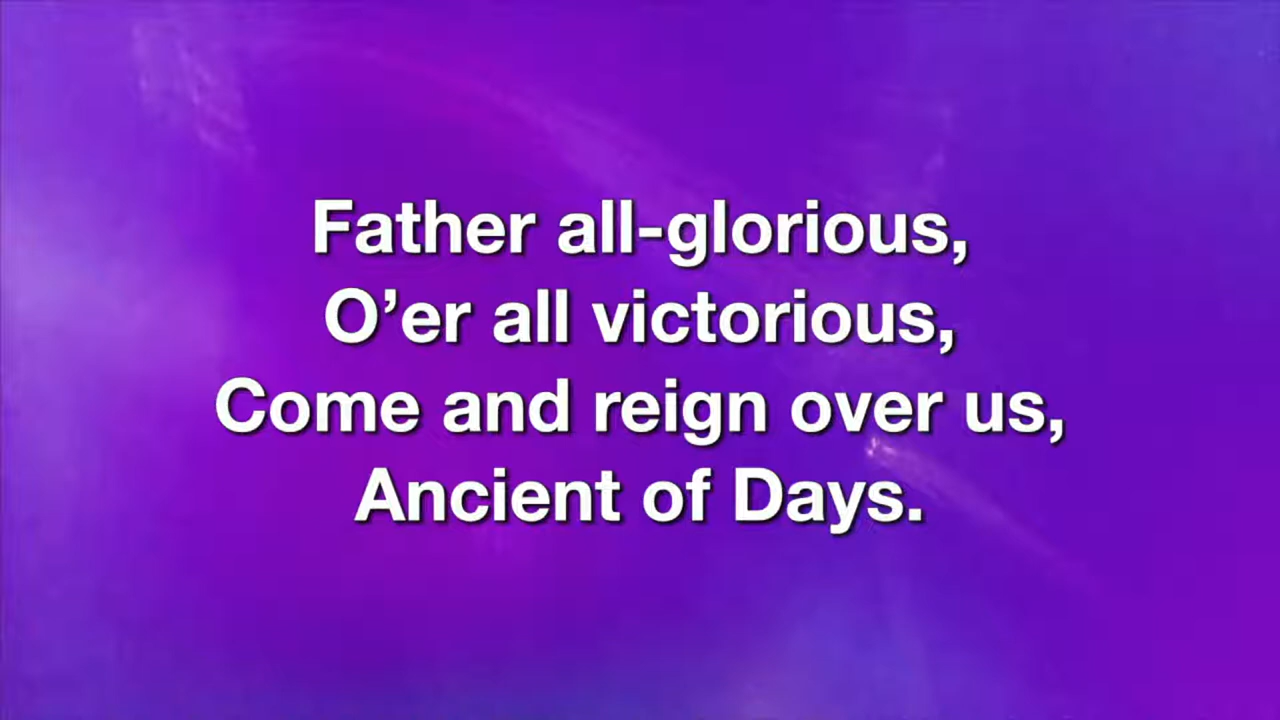 Father all-glorious,
O’er all victorious,
Come and reign over us,
Ancient of Days.